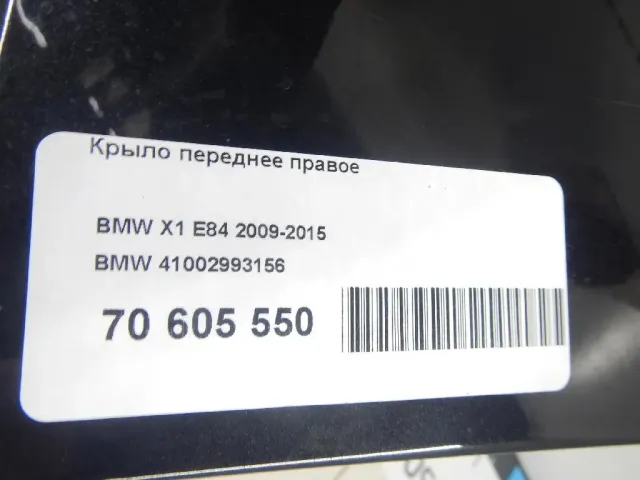 Крыло переднее правое
BMW X1 E84 2009-2015
BMW 41002993156
70 605 550